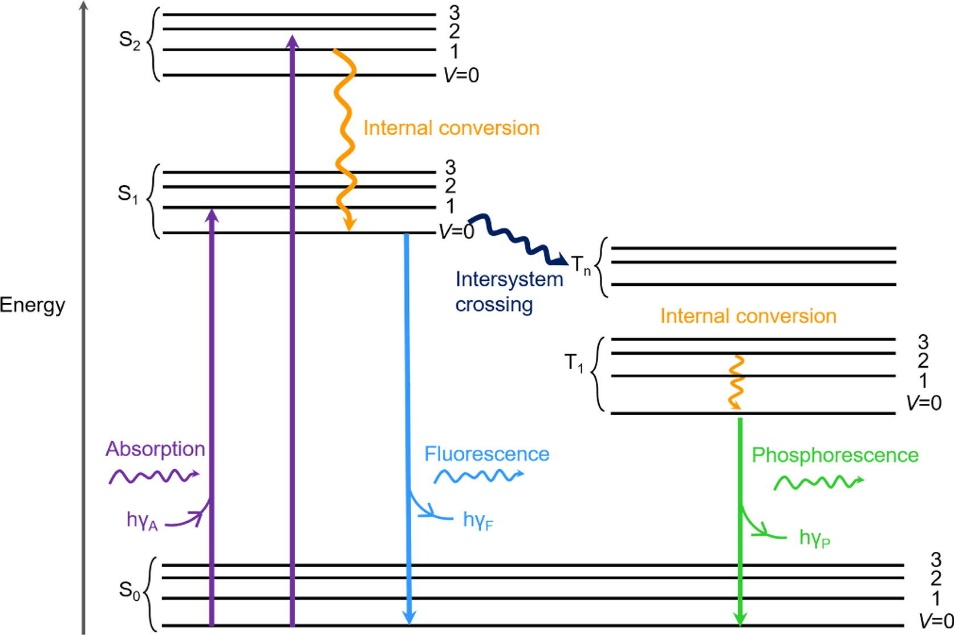 3
2
S2
1
V=0
Internal conversion
3
2
S1
1
V=0
Intersystem
crossing
Tn
Energy
Internal conversion
3
T1
2
1
V=0
Absorption
Fluorescence
Phosphorescence
hγA
hγF
hγP
3
2
S0
1
V=0